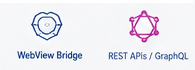 WebView Bridge
REST APIs / GraphQL